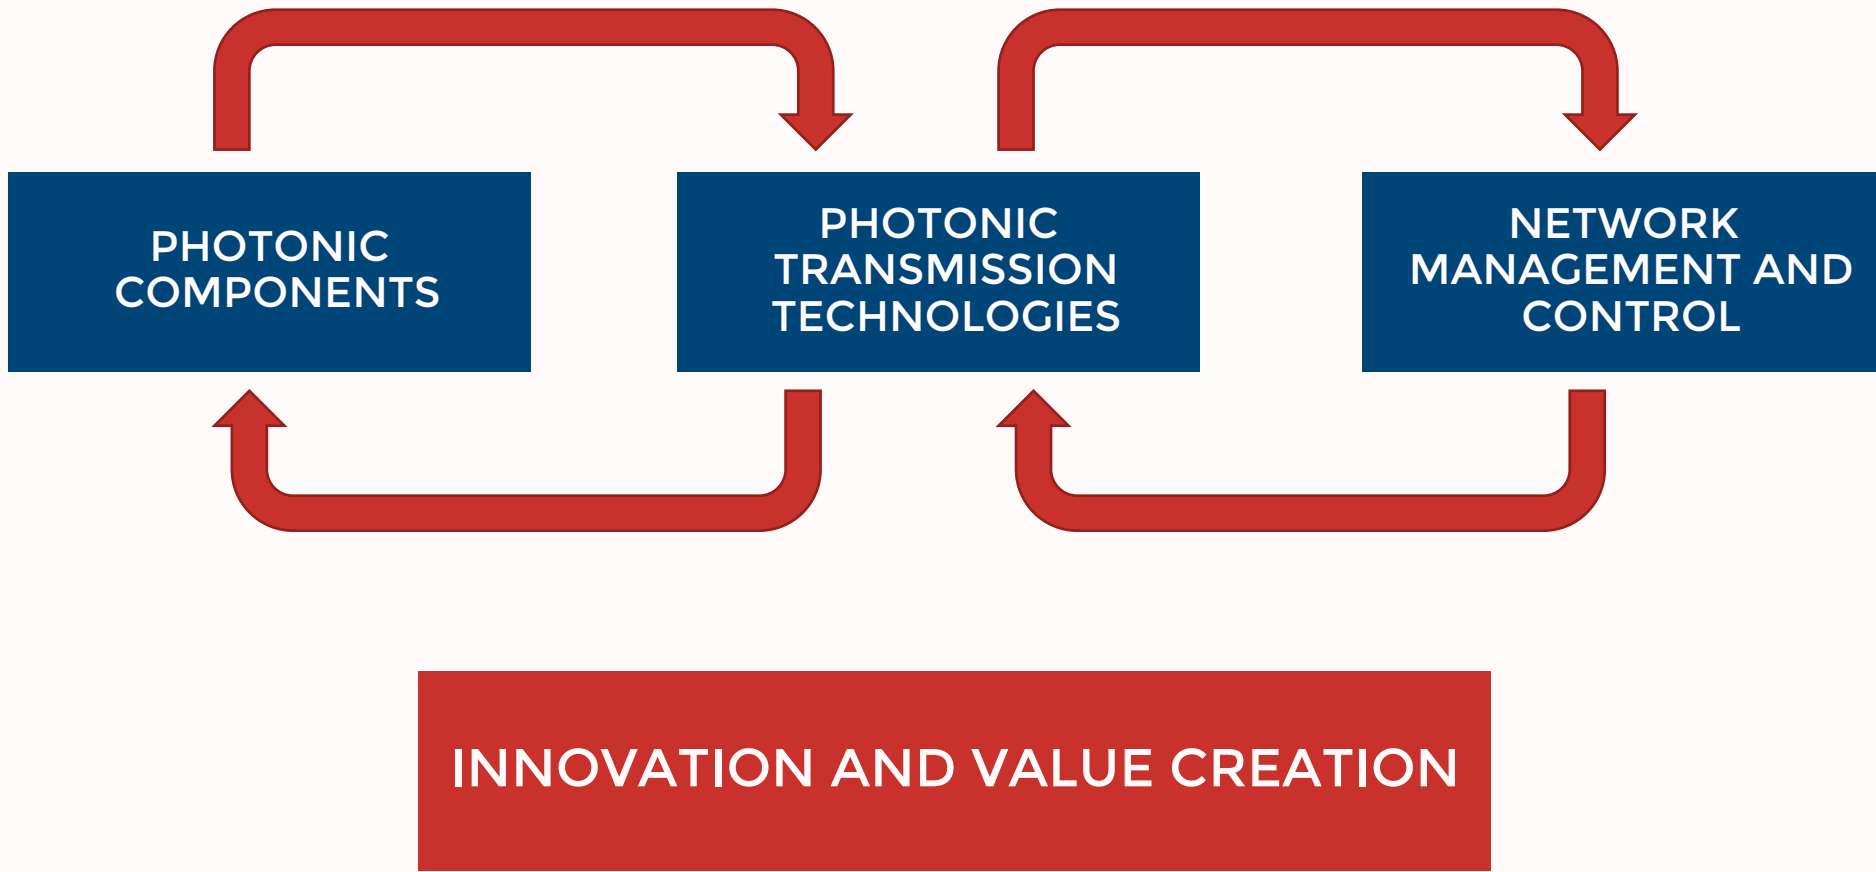 PHOTONIC
COMPONENTS
PHOTONIC
TRANSMISSION
TECHNOLOGIES
NETWORK
MANAGEMENT AND
CONTROL
INNOVATION AND VALUE CREATION